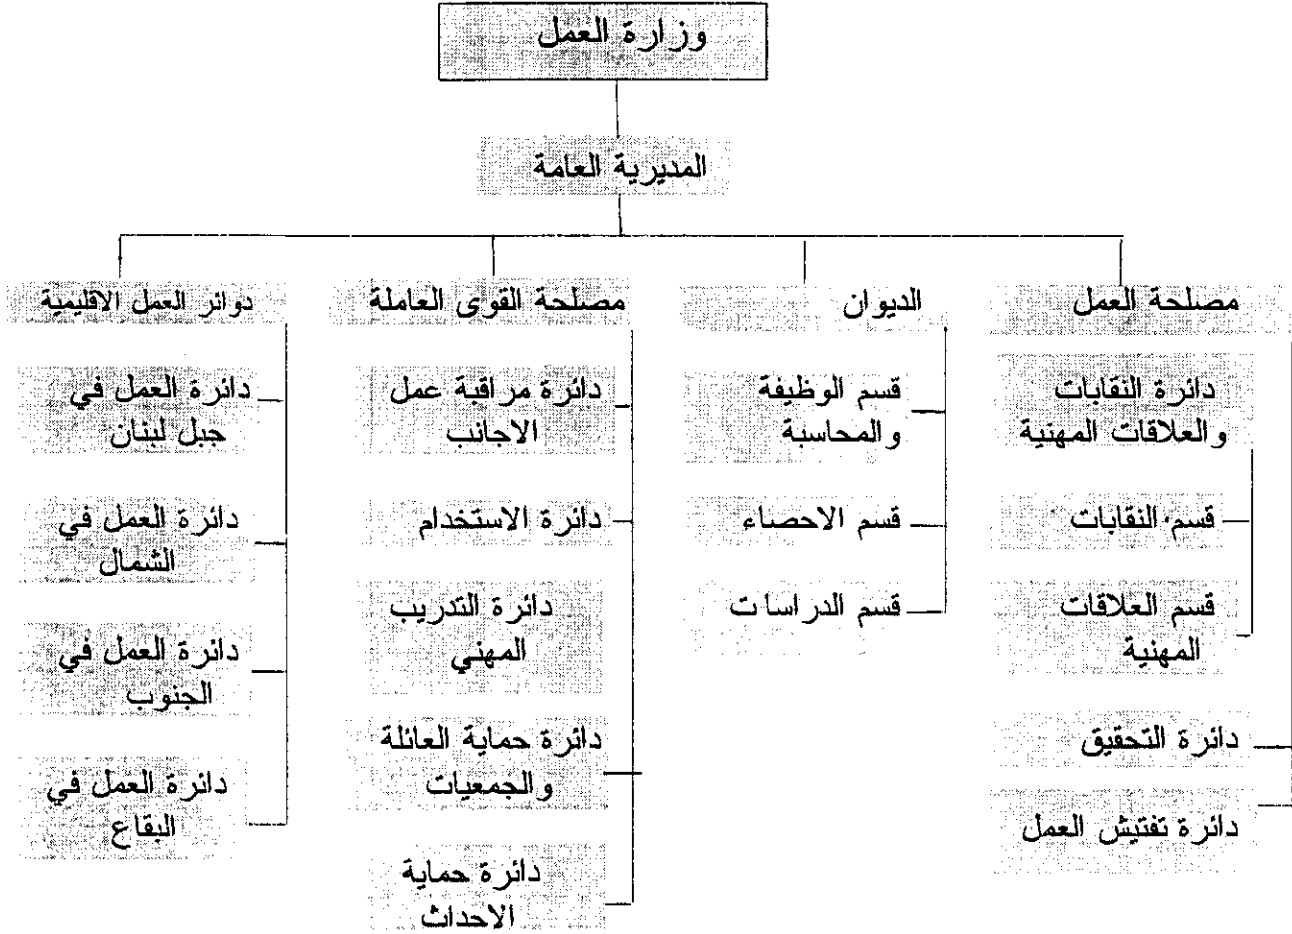 وزارة العمل
المديرية العامة
مصلحة العمل
دائرة النقابات
والعلاقات المهنية
قسم النقابات
قسم العلاقات
المهنية
دائرة التحقيق
دائرة تفتيش العمل
الديوان
قسم الوظيفة
والمحاسبة
قسم الاحصاء
قسم الدراسات
مصلحة القوى العاملة
دائرة مراقبة عمل
الاجانب
دائرة الاستخدام
دائرة التدريب
المهني
دائرة حماية العائلة
والجمعيات
دائرة حماية
الاحداث
دوائر العمل الاقليمية
دائرة العمل في
جبل لبنان
دائرة العمل في
الشمال
دائرة العمل في
الجنوب
دائرة العمل في
البقاع